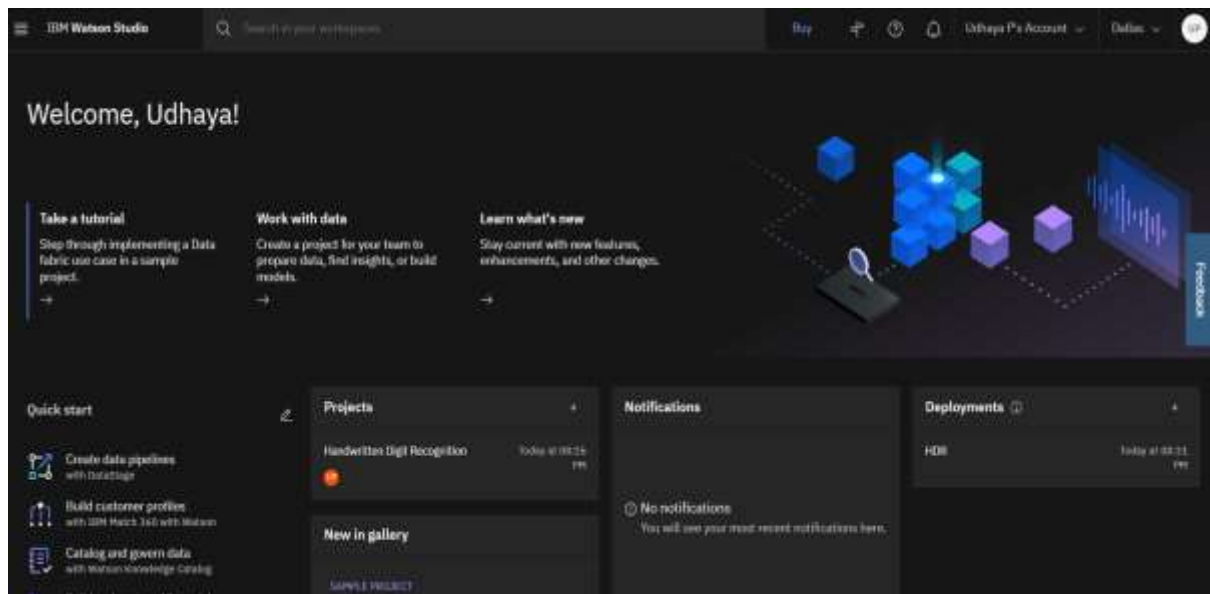 IBM Watson Studio
Search in your workspaces
Buy
Udhaya P's Account
Dallas
Welcome, Udhaya!
Take a tutorial
Step through implementing a Data
fabric use case in a sample
project.
Work with data
Create a project for your team to
prepare data, find insights, or build
models.
Learn what's new
Stay current with new features,
enhancements, and other changes.
Feedback
Quick start
Create data pipelines
with DataStage
Build customer profiles
with IBM Match 360 with Watson
Catalog and govern data
with Watson Knowledge Catalog
Projects
Handwritten Digit Recognition
Today at
PM
New in gallery
SAMPLE PROJECT
Notifications
No notifications
You will see your most recent notifications here.
Deployments
HDR
Today at
PM